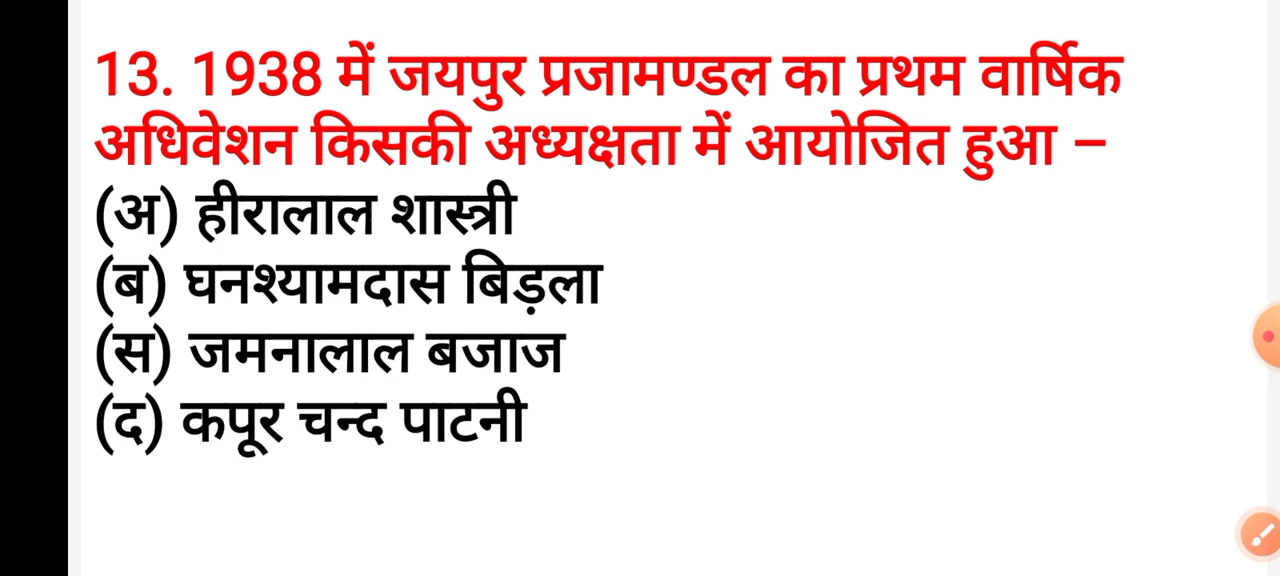 13. 1938 में जयपुर प्रजामण्डल का प्रथम वार्षिक
अधिवेशन किसकी अध्यक्षता में आयोजित हुआ –
(अ) हीरालाल शास्त्री
(ब) घनश्यामदास बिड़ला
(स) जमनालाल बजाज
(द) कपूर चन्द पाटनी